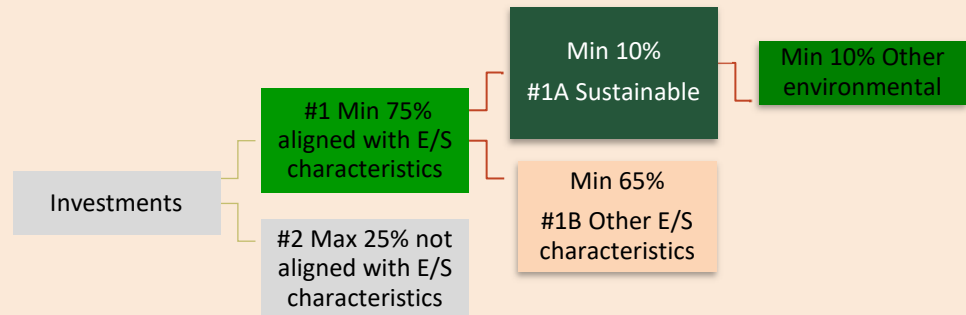 Investments
#1 Min 75%
aligned with E/S
characteristics
#2 Max 25% not
aligned with E/S
characteristics
Min 10%
#1A Sustainable
Min 65%
#1B Other E/S
characteristics
Min 10% Other
environmental